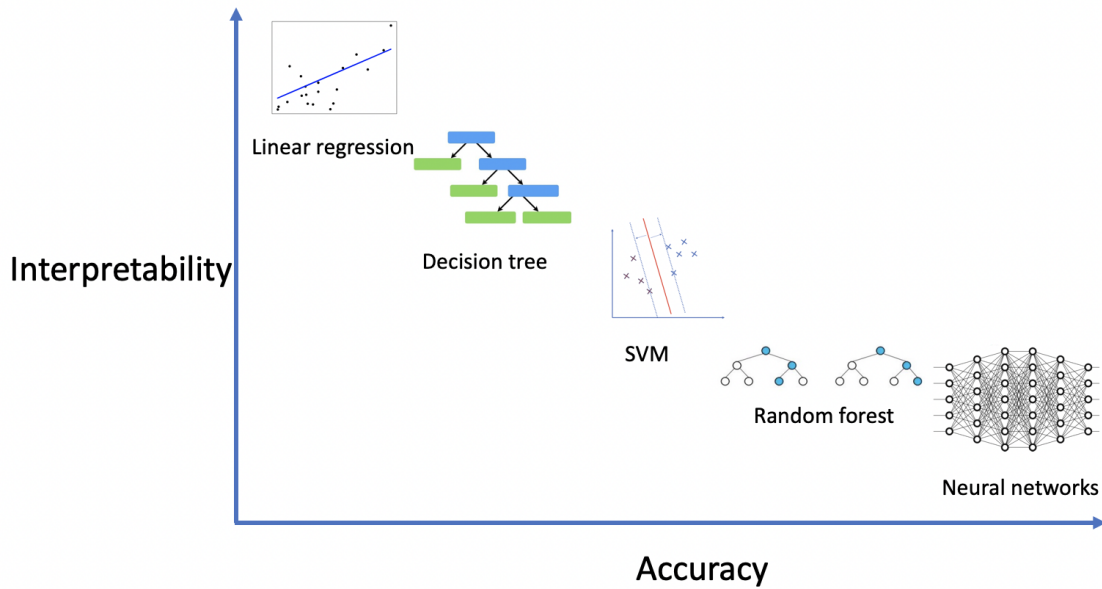 Linear regression
Interpretability
Decision tree
SVM
Random forest
Neural networks
Accuracy